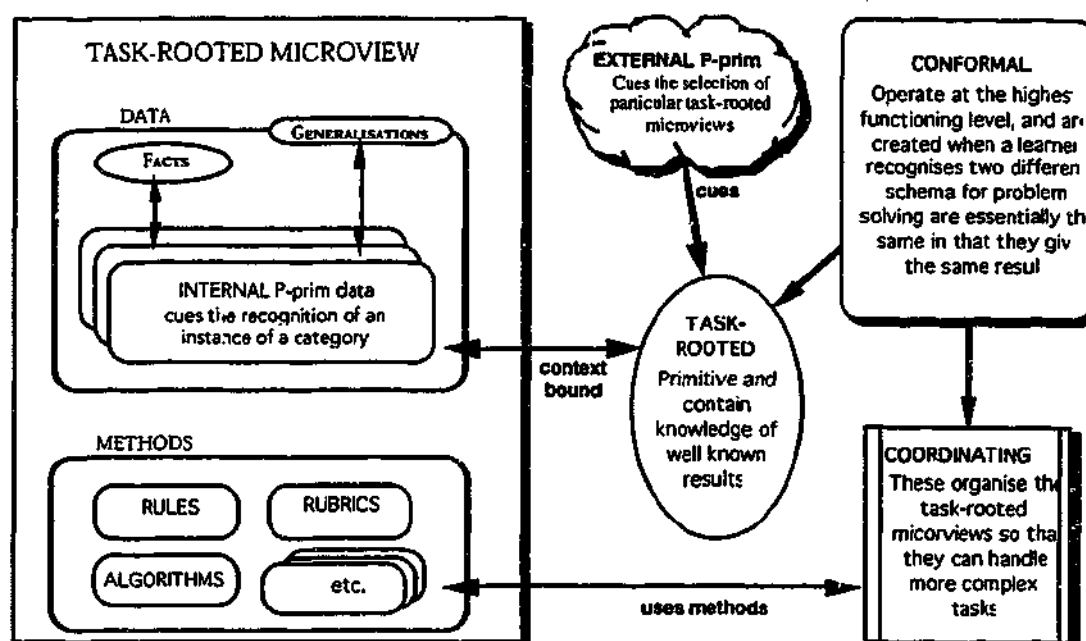 TASK-ROOTED MICROVIEW
DATA
GENERALISATIONS
FACTS
INTERNAL P-prim data
cues the recognition of an
instance of a category
METHODS
RULES
RUBRICS
ALGORITHMS
etc.
EXTERNAL P-prim
Cues the selection of
particular task-rooted
microviews
cues
context
bound
TASK-
ROOTED
Primitive and
contain
knowledge of
well known
results
uses methods
CONFORMAL
Operate at the highes
functioning level, and are
created when a learne
recognises two differen
schema for problem
solving are essentially th
same in that they giv
the same resul
COORDINATING
These organise the
task-rooted
micorviews so tha
they can handle
more complex
tasks